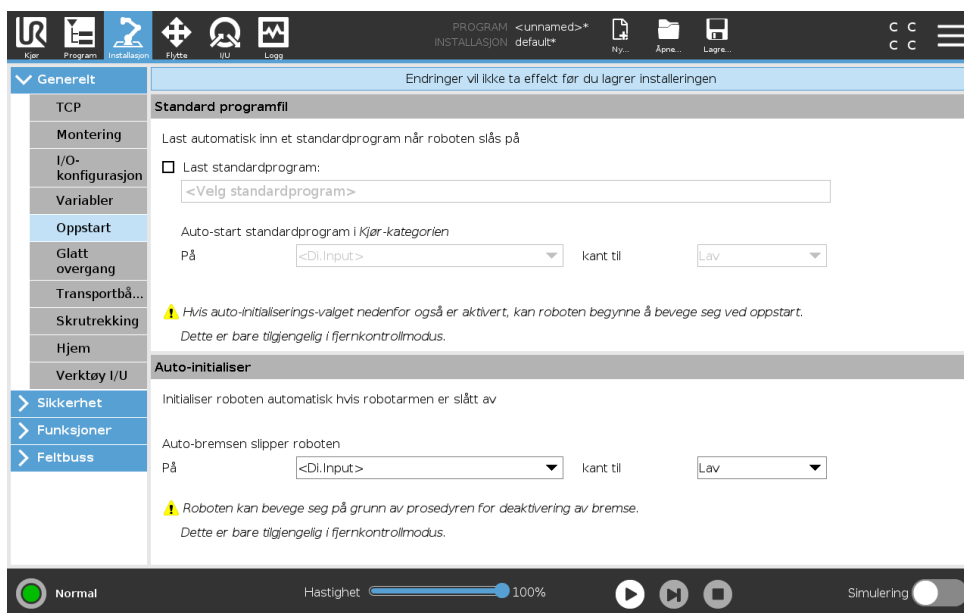 PROGRAM <unnamed>*
INSTALLASJON default*
UR
Kjør
Program
Installasjon
Flytte
I/U
Logg
Ny...
Åpne...
Lagre...
C C
C C
Generelt
TCP
Montering
I/O-
konfigurasjon
Variabler
Oppstart
Glatt
overgang
Transportbå...
Skrutrekking
Hjem
Verktøy I/U
Sikkerhet
Funksjoner
Feltbuss
Endringer vil ikke ta effekt før du lagrer installeringen
Standard programfil
Last automatisk inn et standardprogram når roboten slås på
Last standardprogram:
<Velg standardprogram>
Auto-start standardprogram i Kjør-kategorien
På <Di.Input> kant til Lav
Hvis auto-initialiserings-valget nedenfor også er aktivert, kan roboten begynne å bevege seg ved oppstart.
Dette er bare tilgjengelig i fjernkontrollmodus.
Auto-initialiser
Initialiser roboten automatisk hvis robotarmen er slått av
Auto-bremsen slipper roboten
På <Di.Input> kant til Lav
Roboten kan bevege seg på grunn av prosedyren for deaktivering av bremse.
Dette er bare tilgjengelig i fjernkontrollmodus.
Normal
Hastighet 100%
Simulering